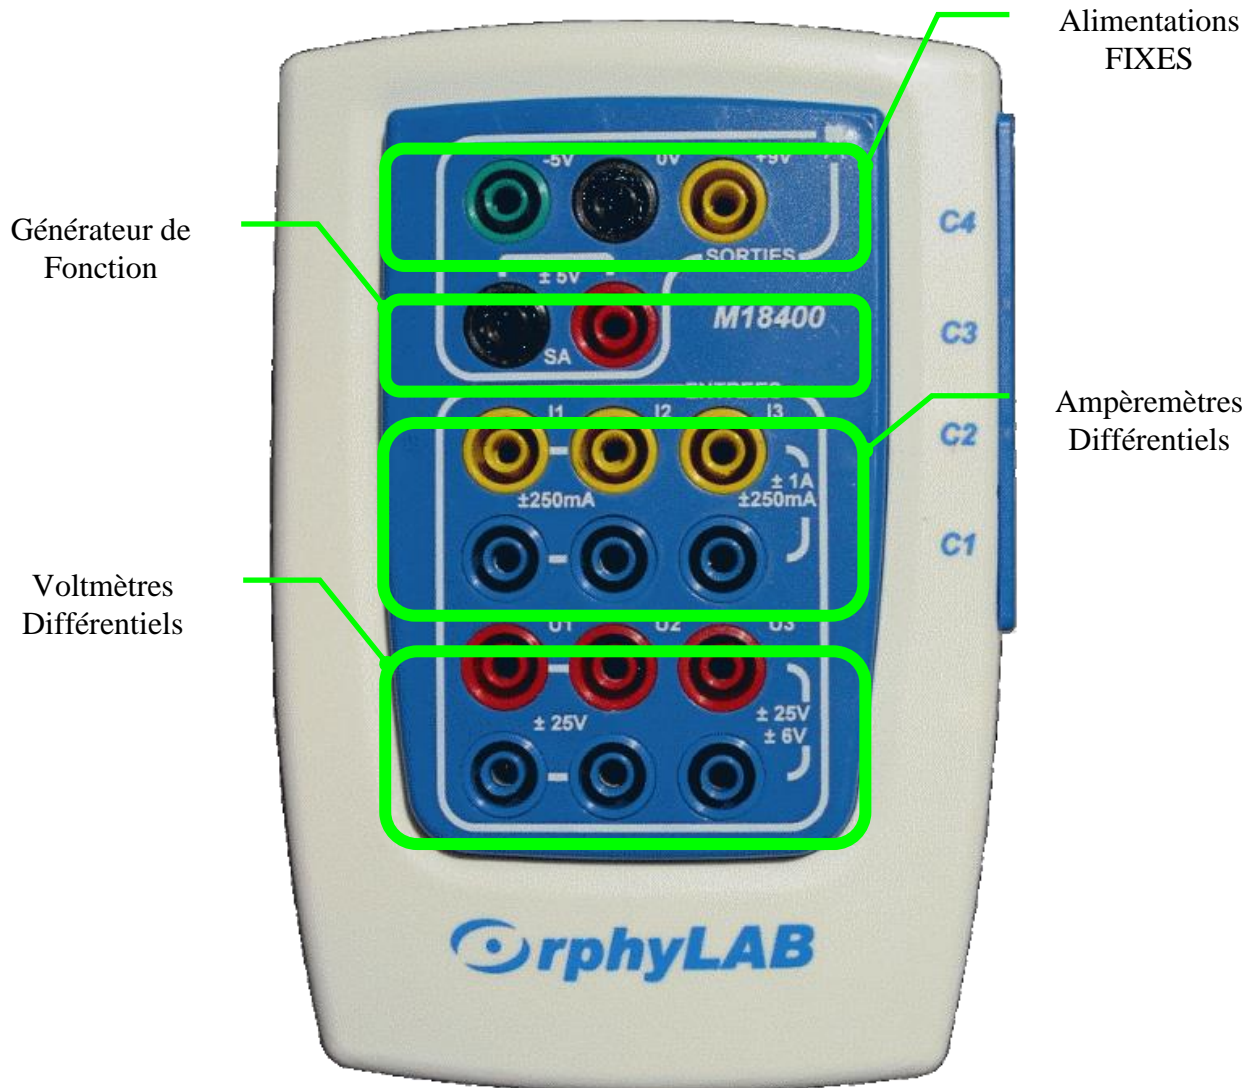 Alimentations
FIXES
-5V 0V +9V
C4
Générateur de
Fonction
SORTIES
± 5V
M18400
C3
SA
ENTREES
I1 I2 I3
Ampèremètres
Différentiels
C2
± 1A
±250mA ±250mA
C1
Voltmètres
Différentiels
U1 U2 U3
± 25V ± 25V
± 6V
OrphyLAB